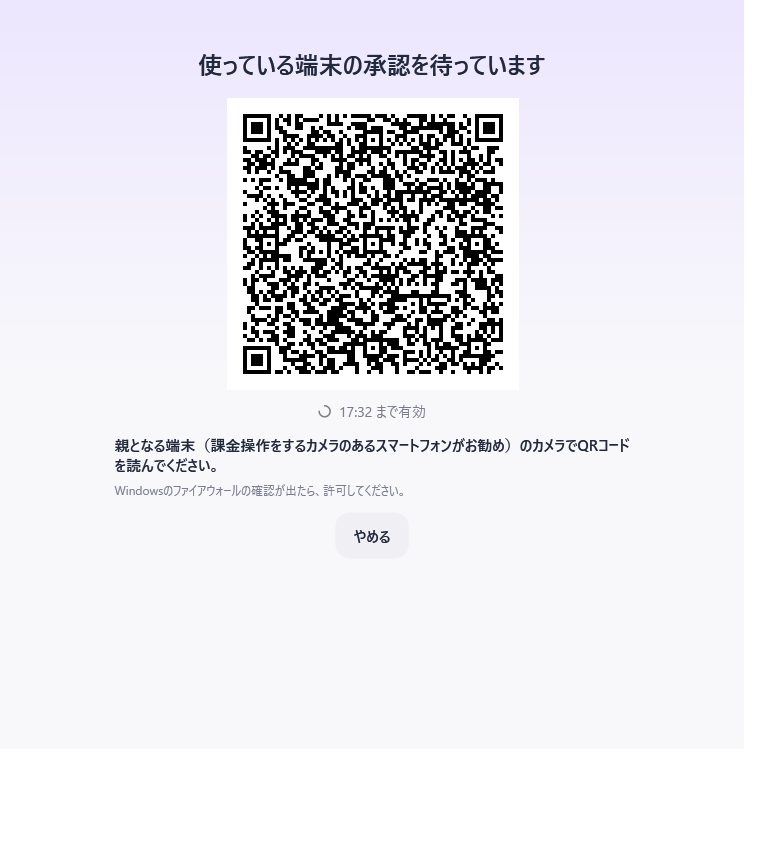 使っている端末の承認を待っています
17:32 まで有効
親となる端末（課金操作をするカメラのあるスマートフォンがお勧め）のカメラでQRコード
を読んでください。
Windowsのファイアウォールの確認が出たら、許可してください。
やめる